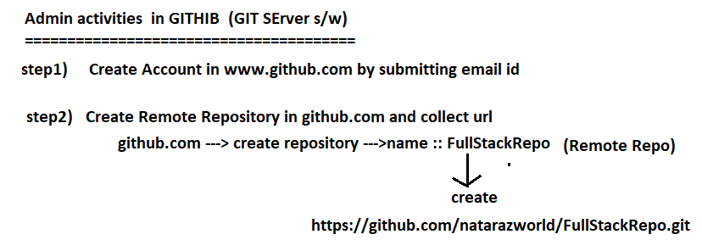 Admin activities in GITHIB (GIT SErver s/w)
=======================================
step1) Create Account in www.github.com by submitting email id
step2) Create Remote Repository in github.com and collect url
github.com ---> create repository --->name :: FullStackRepo (Remote Repo)
create
https://github.com/natarazworld/FullStackRepo.git